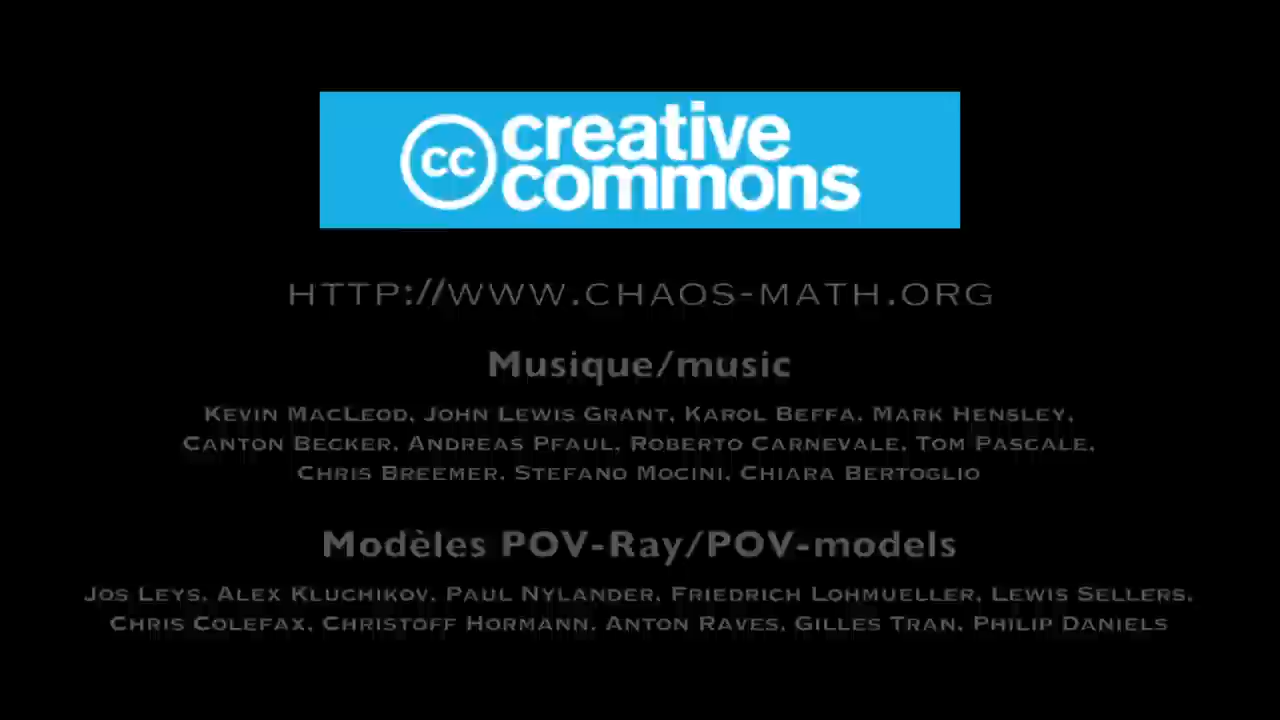 cc creative
commons
HTTP://WWW.CHAOS-MATH.ORG
Musique/music
KEVIN MACLEOD, JOHN LEWIS GRANT, KAROL BEFFA, MARK HENSLEY,
CANTON BECKER, ANDREAS PFAUL, ROBERTO CARNEVALE, TOM PASCALE,
CHRIS BREEMER, STEFANO MOCINI, CHIARA BERTOGLIO
Modèles POV-Ray/POV-models
JOS LEYS, ALEX KLUCHIKOV, PAUL NYLANDER, FRIEDRICH LOHMUELLER, LEWIS SELLERS,
CHRIS COLEFAX, CHRISTOFF HORMANN, ANTON RAVES, GILLES TRAN, PHILIP DANIELS